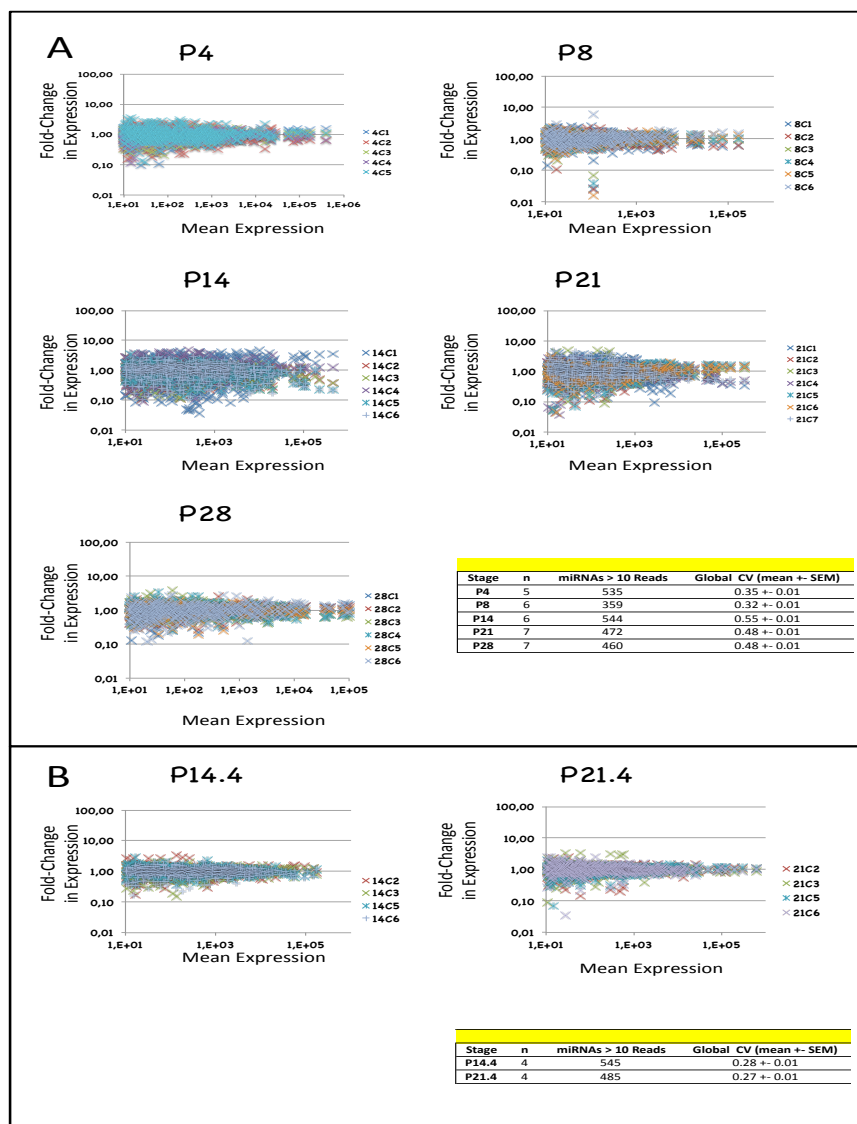 A
P4
Fold-Change
in Expression
100,00
10,00
1,00
0,10
0,01
1,E+01 1,E+02 1,E+03 1,E+04 1,E+05 1,E+06
Mean Expression
4C1
4C2
4C3
4C4
4C5
P8
Fold-Change
in Expression
100,00
10,00
1,00
0,10
0,01
1,E+01 1,E+03 1,E+05
Mean Expression
8C1
8C2
8C3
8C4
8C5
8C6
P14
Fold-Change
in Expression
100,00
10,00
1,00
0,10
0,01
1,E+01 1,E+03 1,E+05
Mean Expression
14C1
14C2
14C3
14C4
14C5
14C6
P21
Fold-Change
in Expression
100,00
10,00
1,00
0,10
0,01
1,E+01 1,E+03 1,E+05
Mean Expression
21C1
21C2
21C3
21C4
21C5
21C6
21C7
P28
Fold-Change
in Expression
100,00
10,00
1,00
0,10
0,01
1,E+01 1,E+02 1,E+03 1,E+04 1,E+05
Mean Expression
28C1
28C2
28C3
28C4
28C5
28C6
Stage n miRNAs > 10 Reads Global CV (mean +- SEM)
P4 5 535 0.35 +- 0.01
P8 6 359 0.32 +- 0.01
P14 6 544 0.55 +- 0.01
P21 7 472 0.48 +- 0.01
P28 7 460 0.48 +- 0.01
B
P14.4
Fold-Change
in Expression
100,00
10,00
1,00
0,10
0,01
1,E+01 1,E+03 1,E+05
Mean Expression
14C2
14C3
14C5
14C6
P21.4
Fold-Change
in Expression
100,00
10,00
1,00
0,10
0,01
1,E+01 1,E+03 1,E+05
Mean Expression
21C2
21C3
21C5
21C6
Stage n miRNAs > 10 Reads Global CV (mean +- SEM)
P14.4 4 545 0.28 +- 0.01
P21.4 4 485 0.27 +- 0.01